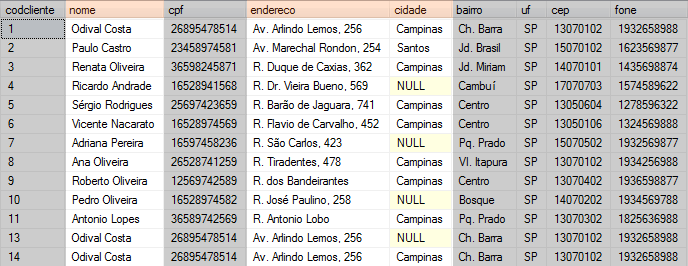 codcliente nome cpf endereco cidade bairro uf cep fone
1 Odival Costa 26895478514 Av. Arlindo Lemos, 256 Campinas Ch. Barra SP 13070102 1932658988
2 Paulo Castro 23458974581 Av. Marechal Rondon, 254 Santos Jd. Brasil SP 15070102 1623569877
3 Renata Oliveira 36598245871 R. Duque de Caxias, 362 Campinas Jd. Miriam SP 14070101 1435698874
4 Ricardo Andrade 16528941568 R. Dr. Vieira Bueno, 569 NULL Cambuí SP 17070703 1574589622
5 Sérgio Rodrigues 25697423659 R. Barão de Jaguara, 741 Campinas Centro SP 13050604 1278596322
6 Vicente Nacarato 16528974569 R. Flavio de Carvalho, 452 Campinas Centro SP 13050106 1324569888
7 Adriana Pereira 16597458236 R. São Carlos, 423 NULL Pq. Prado SP 15070502 1932569877
8 Ana Oliveira 26528741259 R. Tiradentes, 478 Campinas Vl. Itapura SP 13070102 1934256988
9 Roberto Oliveira 12569742589 R. dos Bandeirantes Campinas Centro SP 13070402 1936598877
10 Pedro Oliveira 16528974582 R. José Paulino, 258 NULL Bosque SP 14070202 1934569788
11 Antonio Lopes 36589742569 R. Antonio Lobo Campinas Pq. Prado SP 13070302 1825636988
13 Odival Costa 26895478514 Av. Arlindo Lemos, 256 NULL Ch. Barra SP 13070102 1932658988
14 Odival Costa 26895478514 Av. Arlindo Lemos, 256 Campinas Ch. Barra SP 13070102 1932658988